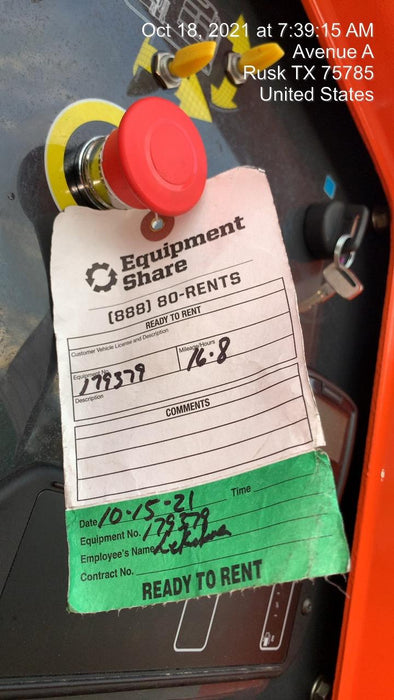 Oct 18, 2021 at 7:39:15 AM
Avenue A
Rusk TX 75785
United States
Equipment
Share
(888) 80-RENTS
READY TO RENT
Customer Vehicle License and Description
Equipment No. Mileage/Hours
179379 76.8
Description
COMMENTS
Date 10-15-21 Time
Equipment No. 179379
Employee's Name
Contract No.
READY TO RENT